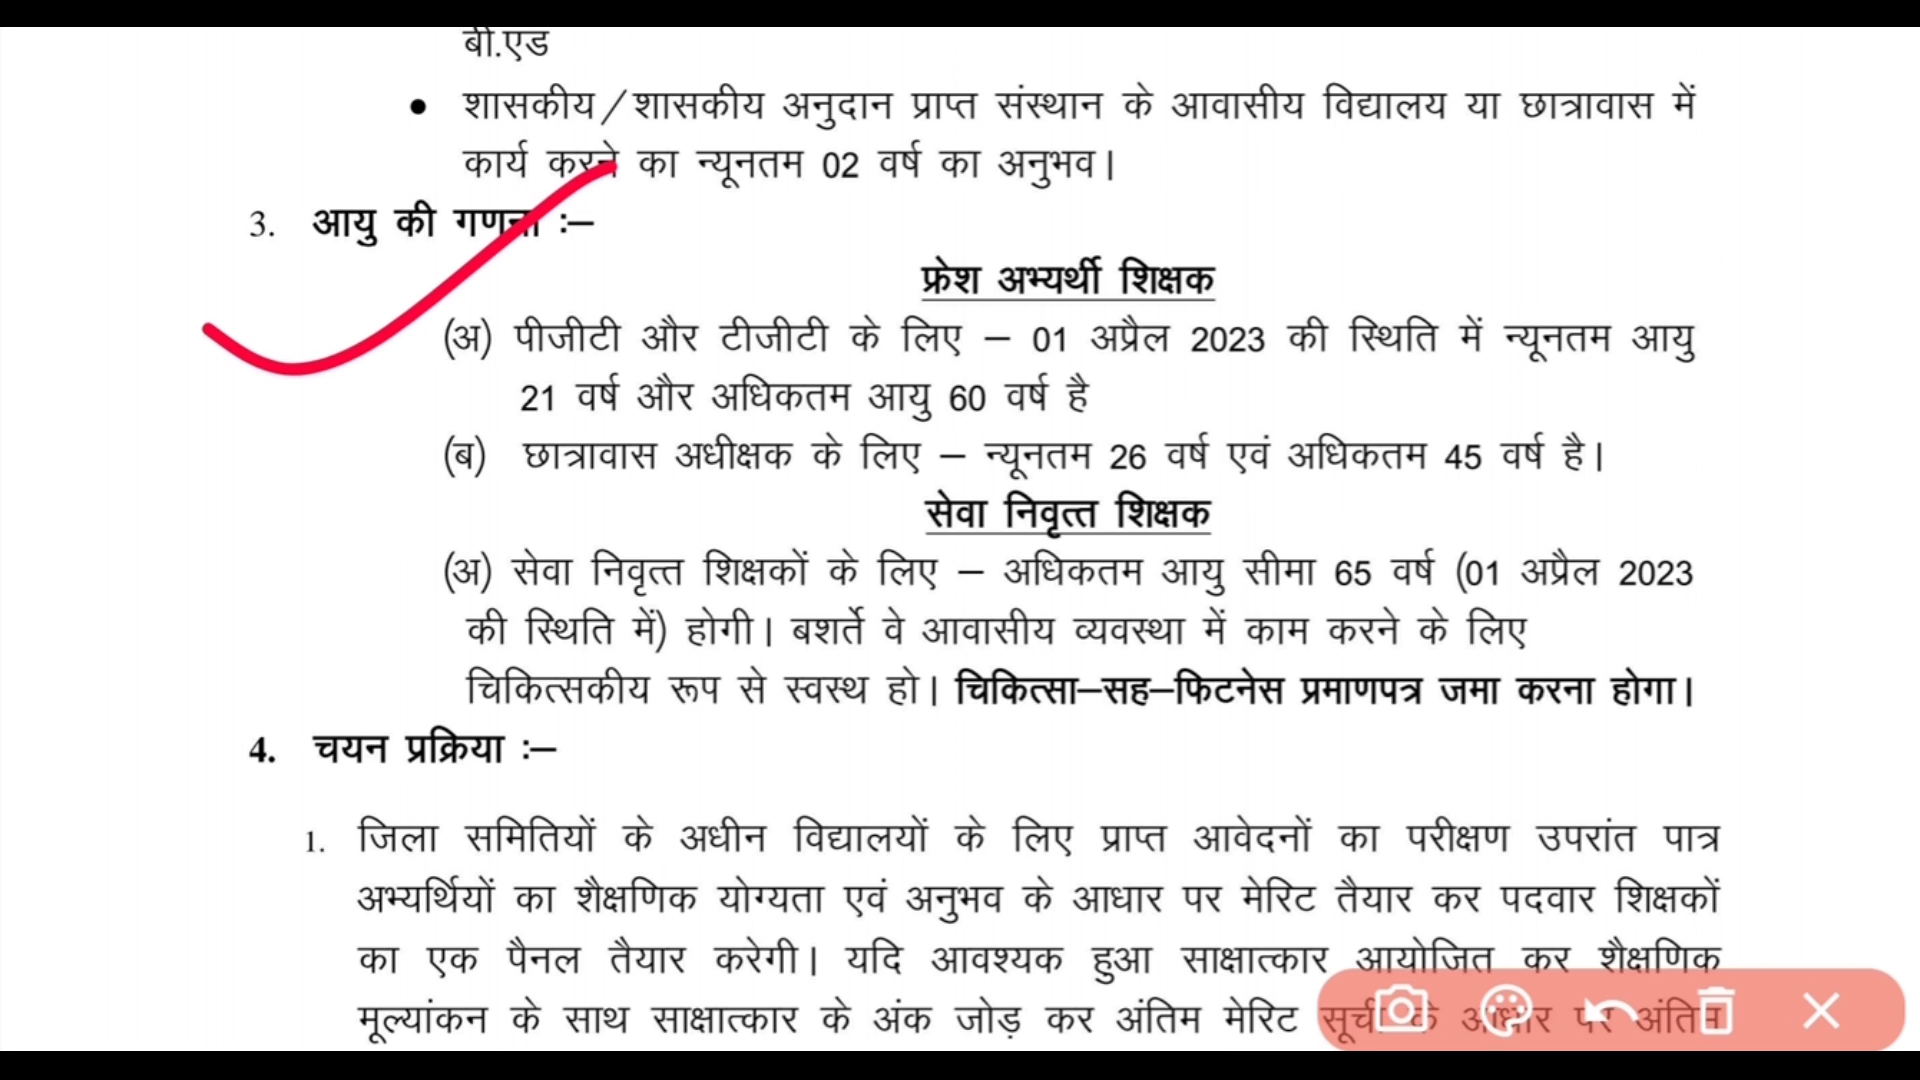 बी.एड
• शासकीय/शासकीय अनुदान प्राप्त संस्थान के आवासीय विद्यालय या छात्रावास में
कार्य करने का न्यूनतम 02 वर्ष का अनुभव।
3. आयु की गणना :–
फ्रेश अभ्यर्थी शिक्षक
(अ) पीजीटी और टीजीटी के लिए – 01 अप्रैल 2023 की स्थिति में न्यूनतम आयु
21 वर्ष और अधिकतम आयु 60 वर्ष है
(ब) छात्रावास अधीक्षक के लिए – न्यूनतम 26 वर्ष एवं अधिकतम 45 वर्ष है।
सेवा निवृत्त शिक्षक
(अ) सेवा निवृत्त शिक्षकों के लिए – अधिकतम आयु सीमा 65 वर्ष (01 अप्रैल 2023
की स्थिति में) होगी। बशर्ते वे आवासीय व्यवस्था में काम करने के लिए
चिकित्सकीय रूप से स्वस्थ हो। चिकित्सा–सह–फिटनेस प्रमाणपत्र जमा करना होगा।
4. चयन प्रक्रिया :–
1. जिला समितियों के अधीन विद्यालयों के लिए प्राप्त आवेदनों का परीक्षण उपरांत पात्र
अभ्यर्थियों का शैक्षणिक योग्यता एवं अनुभव के आधार पर मेरिट तैयार कर पदवार शिक्षकों
का एक पैनल तैयार करेगी। यदि आवश्यक हुआ साक्षात्कार आयोजित कर शैक्षणिक
मूल्यांकन के साथ साक्षात्कार के अंक जोड़ कर अंतिम मेरिट सूची के आधार पर अंतिम